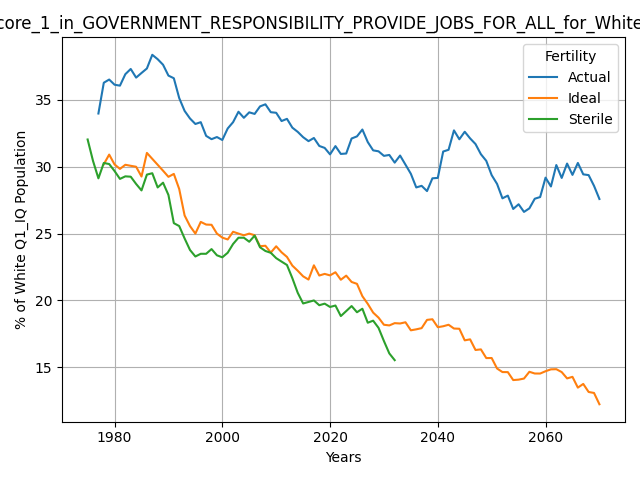 core_1_in_GOVERNMENT_RESPONSIBILITY_PROVIDE_JOBS_FOR_ALL_for_White
Fertility
Actual
Ideal
Sterile
35
30
25
20
15
% of White Q1_IQ Population
1980 2000 2020 2040 2060
Years